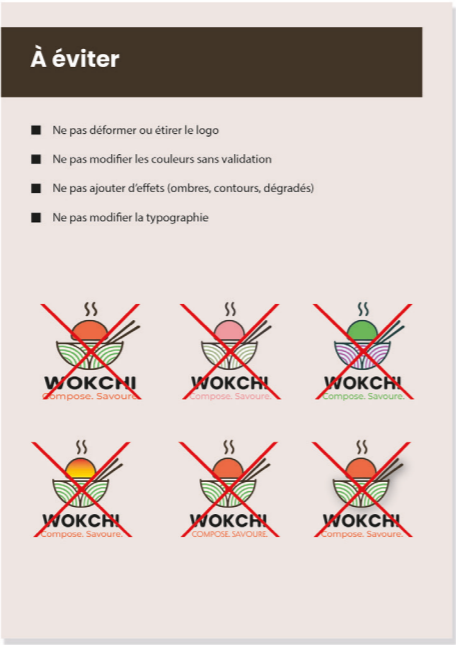 À éviter
Ne pas déformer ou étirer le logo
Ne pas modifier les couleurs sans validation
Ne pas ajouter d'effets (ombres, contours, dégradés)
Ne pas modifier la typographie
WOKCHI
Compose. Savoure.
WOKCHI
Compose. Savoure.
WOKCHI
Compose. Savoure.
WOKCHI
Compose. Savoure.
WOKCHI
COMPOSE. SAVOURE.
WOKCHI
Compose. Savoure.